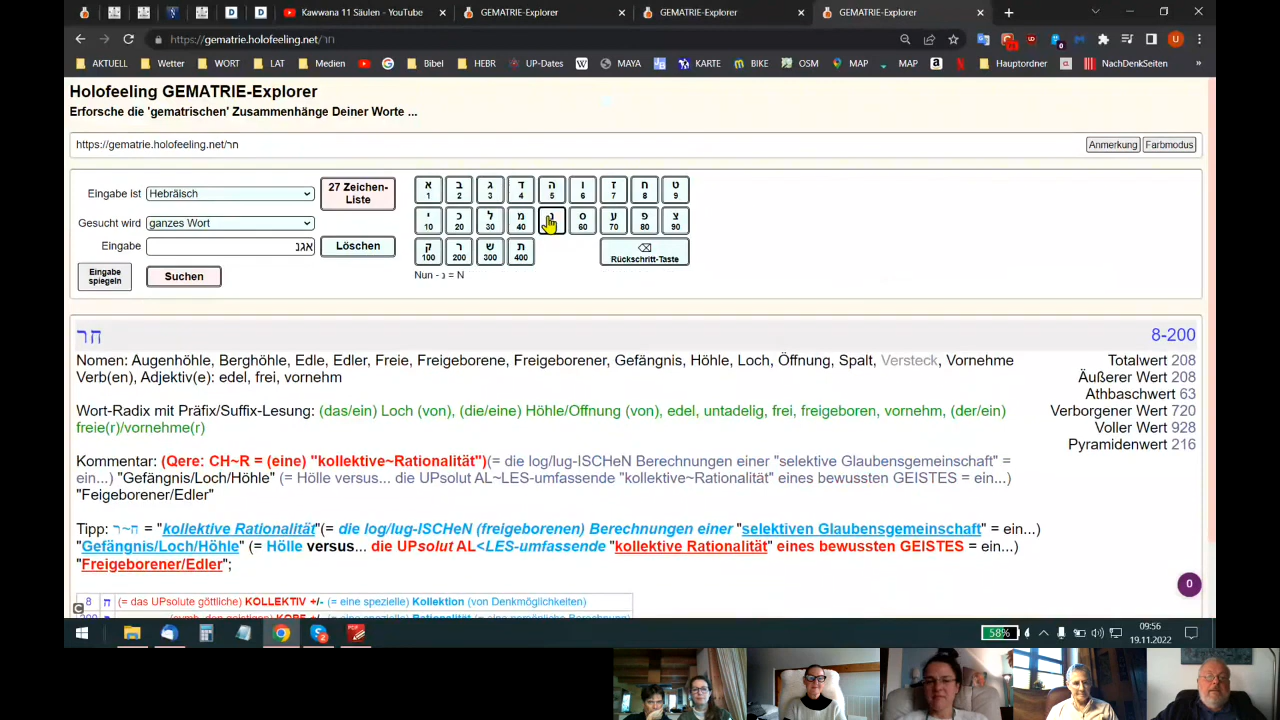 Kawwana 11 Säulen - YouTube
GEMATRIE-Explorer
GEMATRIE-Explorer
GEMATRIE-Explorer
https://gematrie.holofeeling.net/חר
AKTUELL Wetter WORT LAT Medien Bibel HEBR UP-Dates MAYA KARTE BIKE OSM MAP MAP Hauptordner NachDenkSeiten »
Holofeeling GEMATRIE-Explorer
Erforsche die 'gematrischen' Zusammenhänge Deiner Worte ...
https://gematrie.holofeeling.net/חר
Anmerkung Farbmodus
Eingabe ist Hebräisch
27 Zeichen-Liste
Gesucht wird ganzes Wort
Eingabe אגנ Löschen
Eingabe spiegeln Suchen
א ב ג ד ה ו ז ח ט
1 2 3 4 5 6 7 8 9
י כ ל מ נ ס ע פ צ
10 20 30 40 60 70 80 90
ק ר ש ת ⌫
100 200 300 400 Rückschritt-Taste
Nun - נ = N
חר 8-200
Nomen: Augenhöhle, Berghöhle, Edle, Edler, Freie, Freigeborene, Freigeborener, Gefängnis, Höhle, Loch, Öffnung, Spalt, Versteck, Vornehme
Verb(en), Adjektiv(e): edel, frei, vornehm
Totalwert 208
Äußerer Wert 208
Athbaschwert 63
Verborgener Wert 720
Voller Wert 928
Pyramidenwert 216
Wort-Radix mit Präfix/Suffix-Lesung: (das/ein) Loch (von), (die/eine) Höhle/Öffnung (von), edel, untadelig, frei, freigeboren, vornehm, (der/ein)
freie(r)/vornehme(r)
Kommentar: (Qere: CH~R = (eine) "kollektive~Rationalität")(= die log/lug-ISCHeN Berechnungen einer "selektive Glaubensgemeinschaft" =
ein...) "Gefängnis/Loch/Höhle" (= Hölle versus... die UPsolut AL~LES-umfassende "kollektive~Rationalität" eines bewussten GEISTES = ein...)
"Feigeborener/Edler"
Tipp: ח~ר = "kollektive Rationalität"(= die log/lug-ISCHeN (freigeborenen) Berechnungen einer "selektiven Glaubensgemeinschaft" = ein...)
"Gefängnis/Loch/Höhle" (= Hölle versus... die UPsolut AL<LES-umfassende "kollektive Rationalität" eines bewussten GEISTES = ein...)
"Freigeborener/Edler";
8 ח (= das UPsolute göttliche) KOLLEKTIV +/- (= eine spezielle) Kollektion (von Denkmöglichkeiten)
0
58%
09:56
19.11.2022